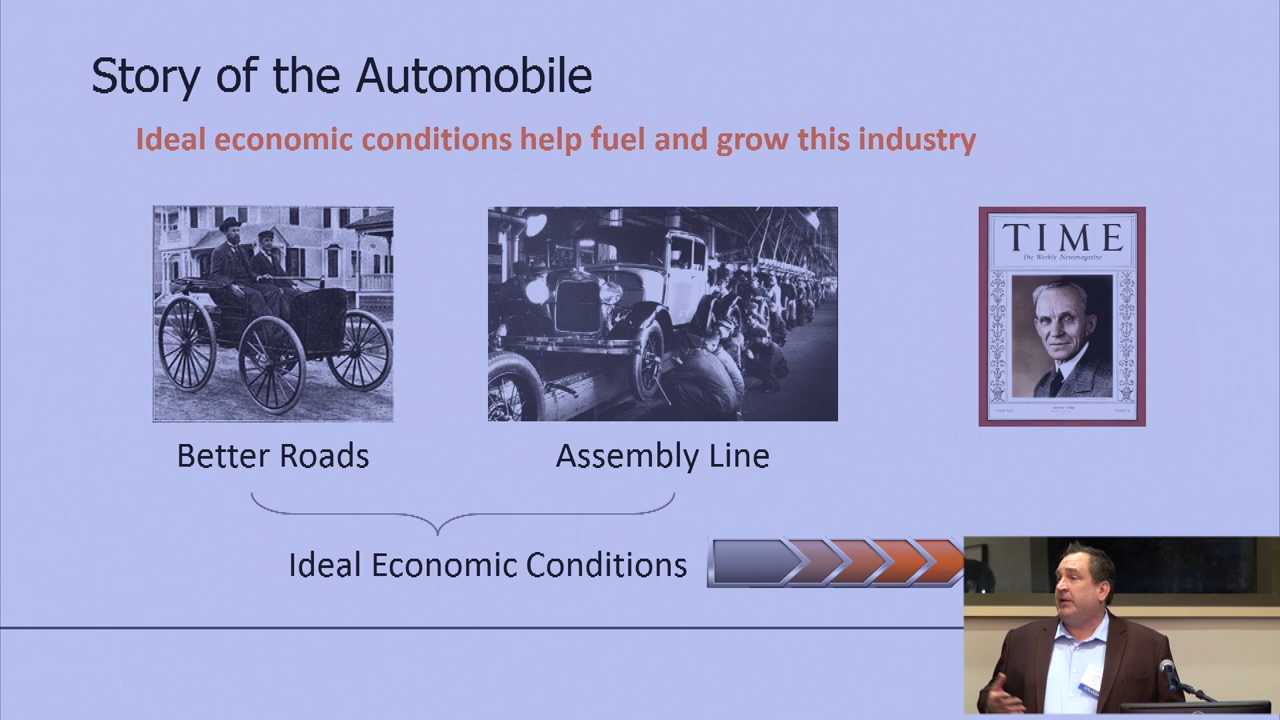 Story of the Automobile
Ideal economic conditions help fuel and grow this industry
TIME
The Weekly Newsmagazine
Better Roads
Assembly Line
Ideal Economic Conditions